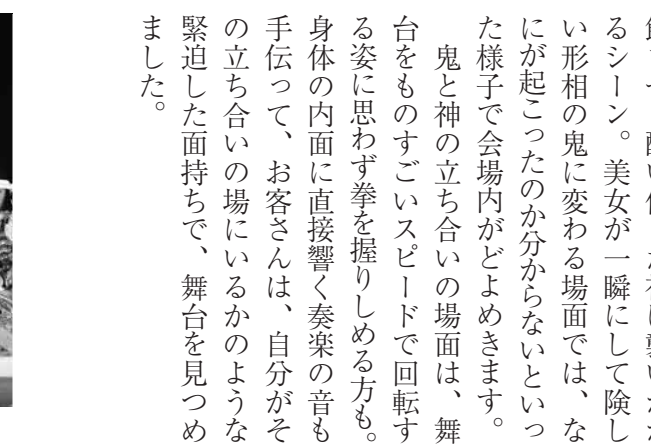 るシーン。美女が一瞬にして険し
い形相の鬼に変わる場面では、な
にが起こったのか分からないといっ
た様子で会場内がどよめきます。
鬼と神の立ち合いの場面は、舞
台をものすごいスピードで回転す
る姿に思わず拳を握りしめる方も。
身体の内面に直接響く奏楽の音も
手伝って、お客さんは、自分がそ
の立ち合いの場にいるかのような
緊迫した面持ちで、舞台を見つめ
ました。